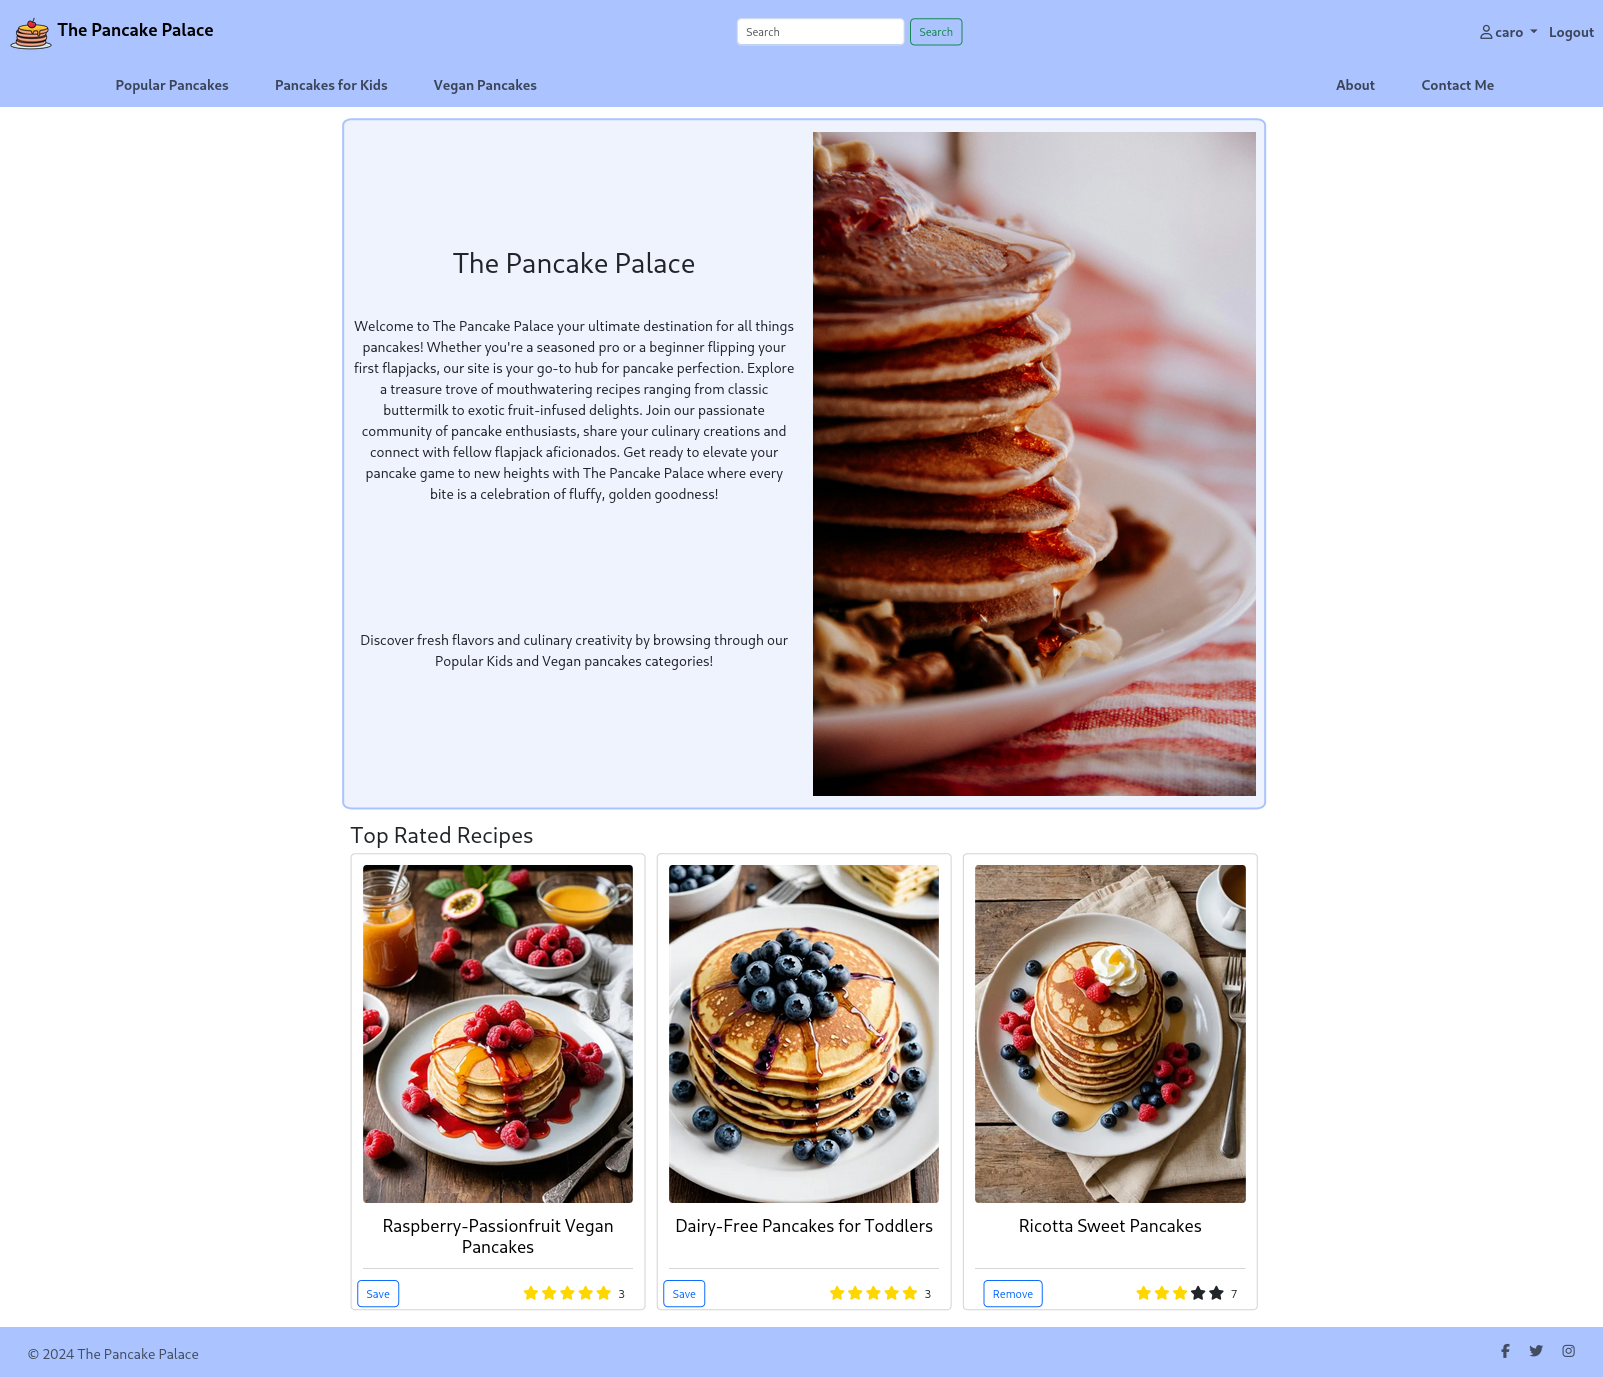 The Pancake Palace
Search
Search
caro
Logout
Popular Pancakes
Pancakes for Kids
Vegan Pancakes
About
Contact Me
The Pancake Palace
Welcome to The Pancake Palace your ultimate destination for all things
pancakes! Whether you're a seasoned pro or a beginner flipping your
first flapjacks, our site is your go-to hub for pancake perfection. Explore
a treasure trove of mouthwatering recipes ranging from classic
buttermilk to exotic fruit-infused delights. Join our passionate
community of pancake enthusiasts, share your culinary creations and
connect with fellow flapjack aficionados. Get ready to elevate your
pancake game to new heights with The Pancake Palace where every
bite is a celebration of fluffy, golden goodness!
Discover fresh flavors and culinary creativity by browsing through our
Popular Kids and Vegan pancakes categories!
Top Rated Recipes
Raspberry-Passionfruit Vegan
Pancakes
Save
3
Dairy-Free Pancakes for Toddlers
Save
3
Ricotta Sweet Pancakes
Remove
7
© 2024 The Pancake Palace